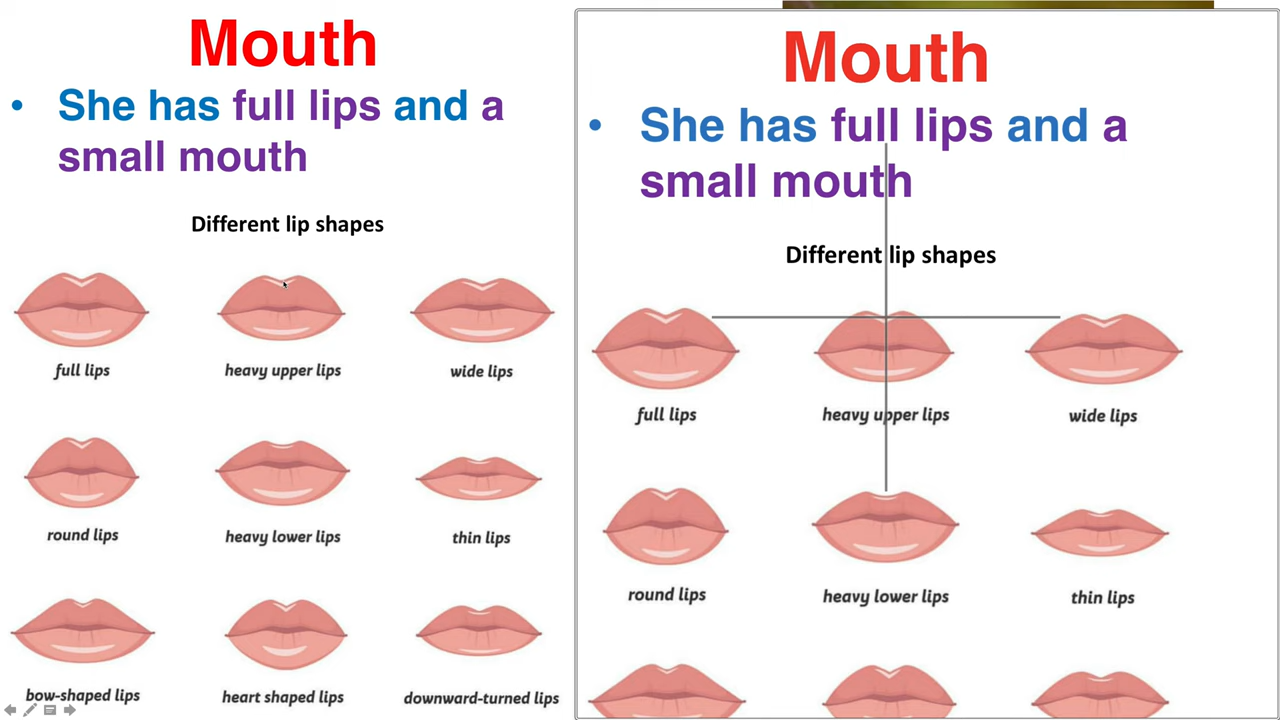 Mouth
• She has full lips and a
small mouth
Different lip shapes
full lips heavy upper lips wide lips
round lips heavy lower lips thin lips
bow-shaped lips heart shaped lips downward-turned lips
Mouth
• She has full lips and a
small mouth
Different lip shapes
full lips heavy upper lips wide lips
round lips heavy lower lips thin lips